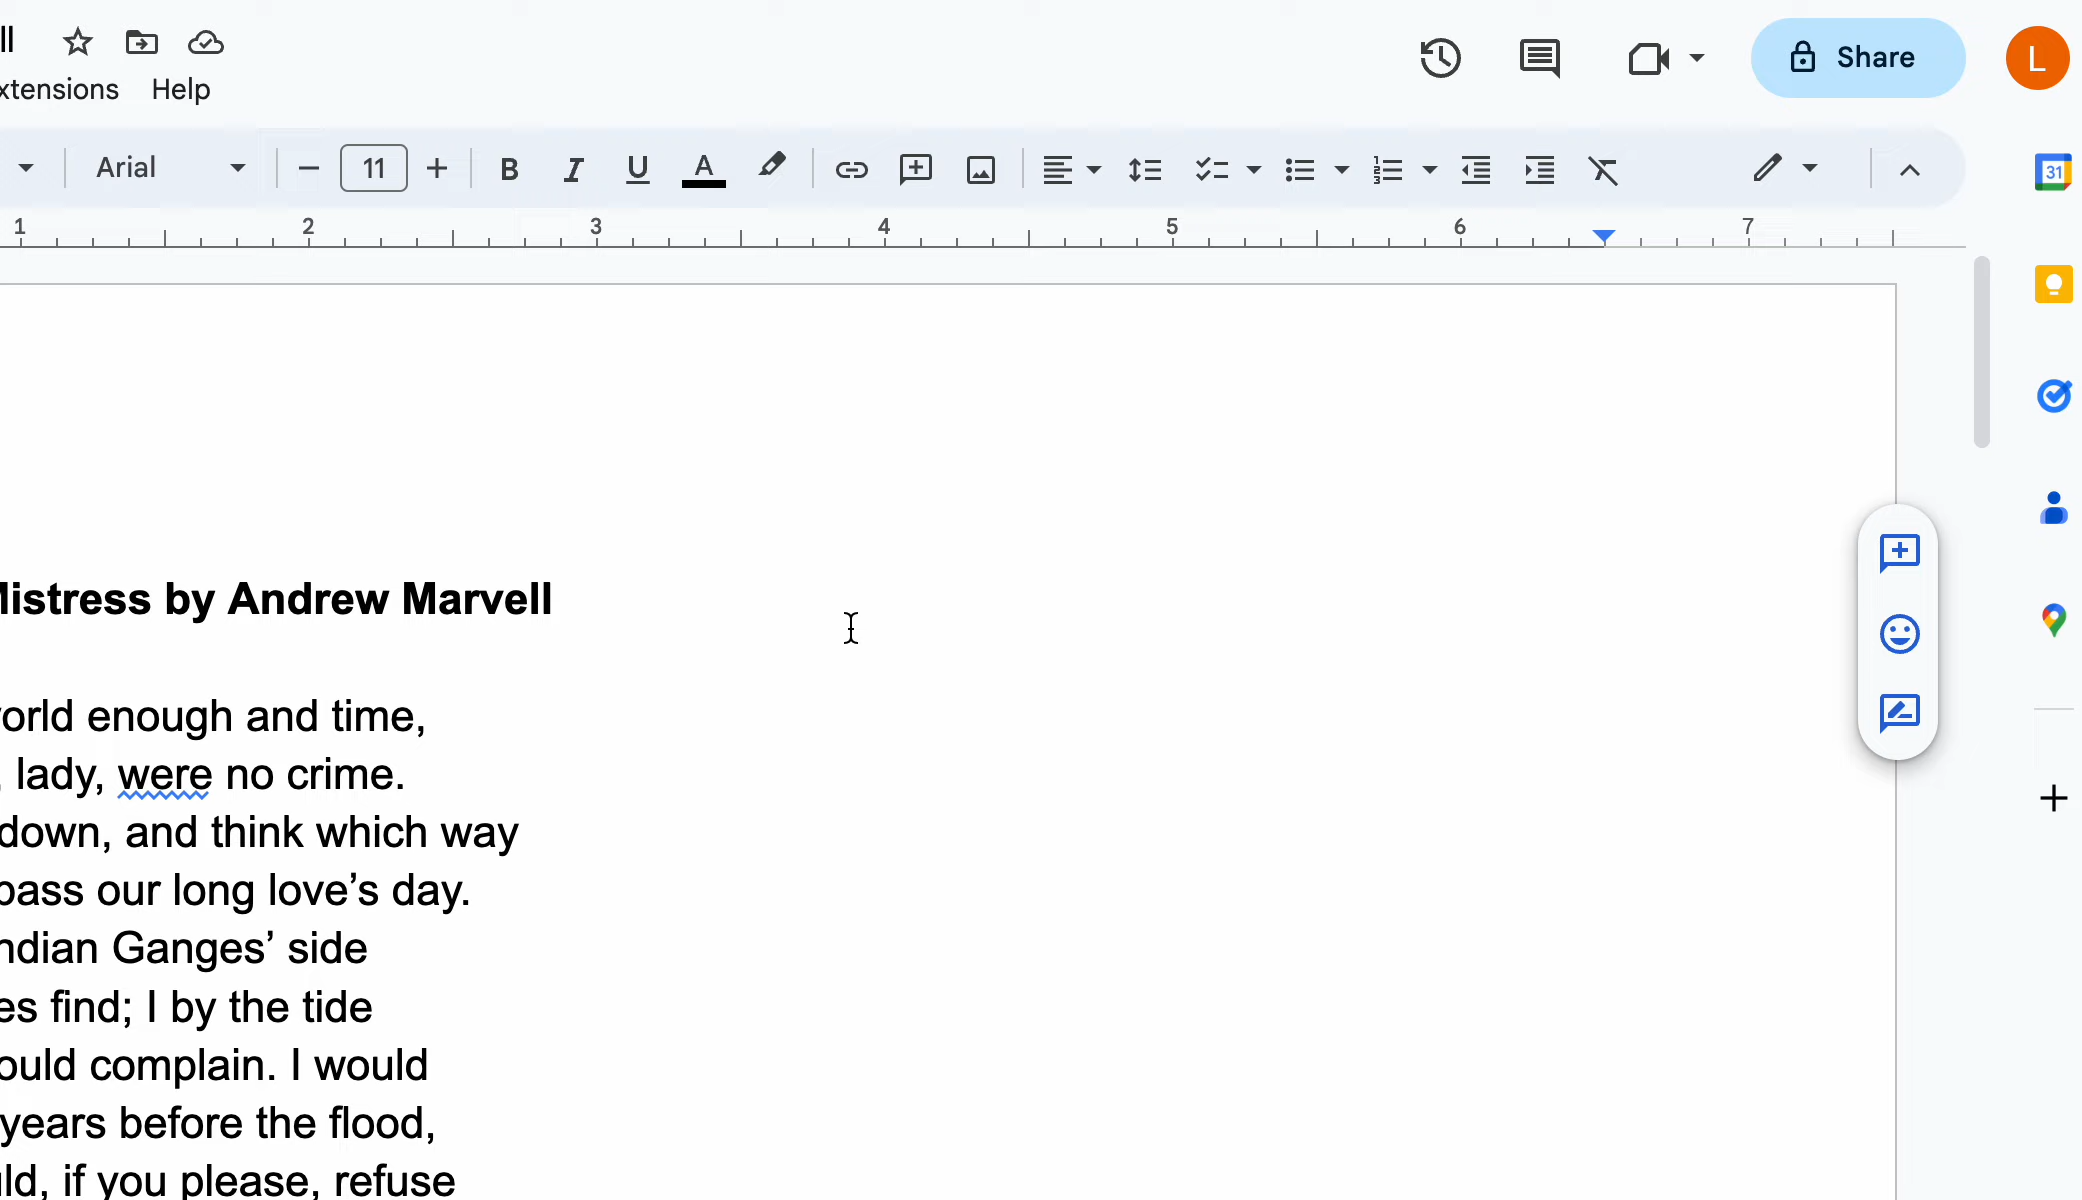 ll
xtensions Help
Share
L
Arial
11
B I U A
31
1 2 3 4 5 6 7
Mistress by Andrew Marvell
orld enough and time,
, lady, were no crime.
down, and think which way
pass our long love’s day.
ndian Ganges’ side
es find; I by the tide
ould complain. I would
years before the flood,
ld, if you please, refuse